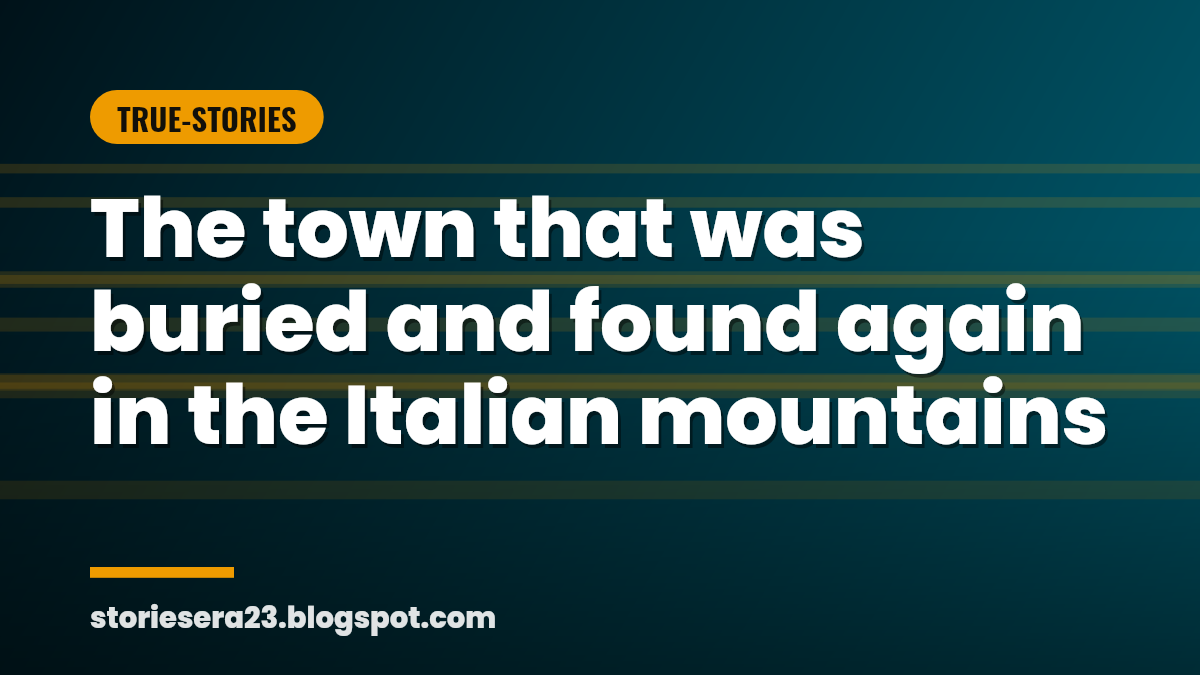 TRUE-STORIES
The town that was
buried and found again
in the Italian mountains
storiesera23.blogspot.com